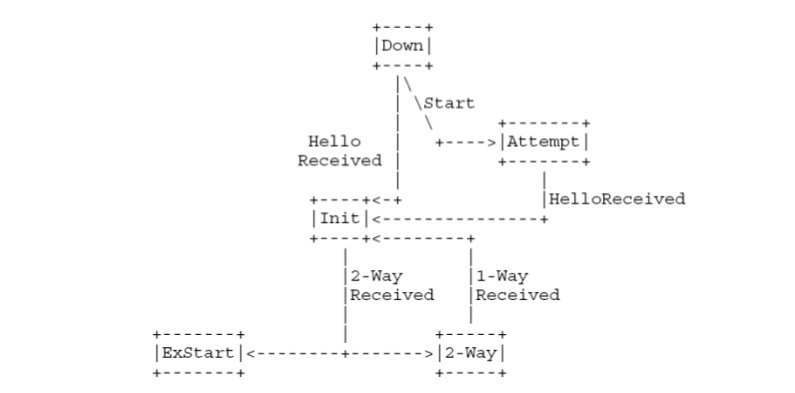 Down
Start
Hello
Received
Attempt
HelloReceived
Init
2-Way
Received
1-Way
Received
ExStart
2-Way